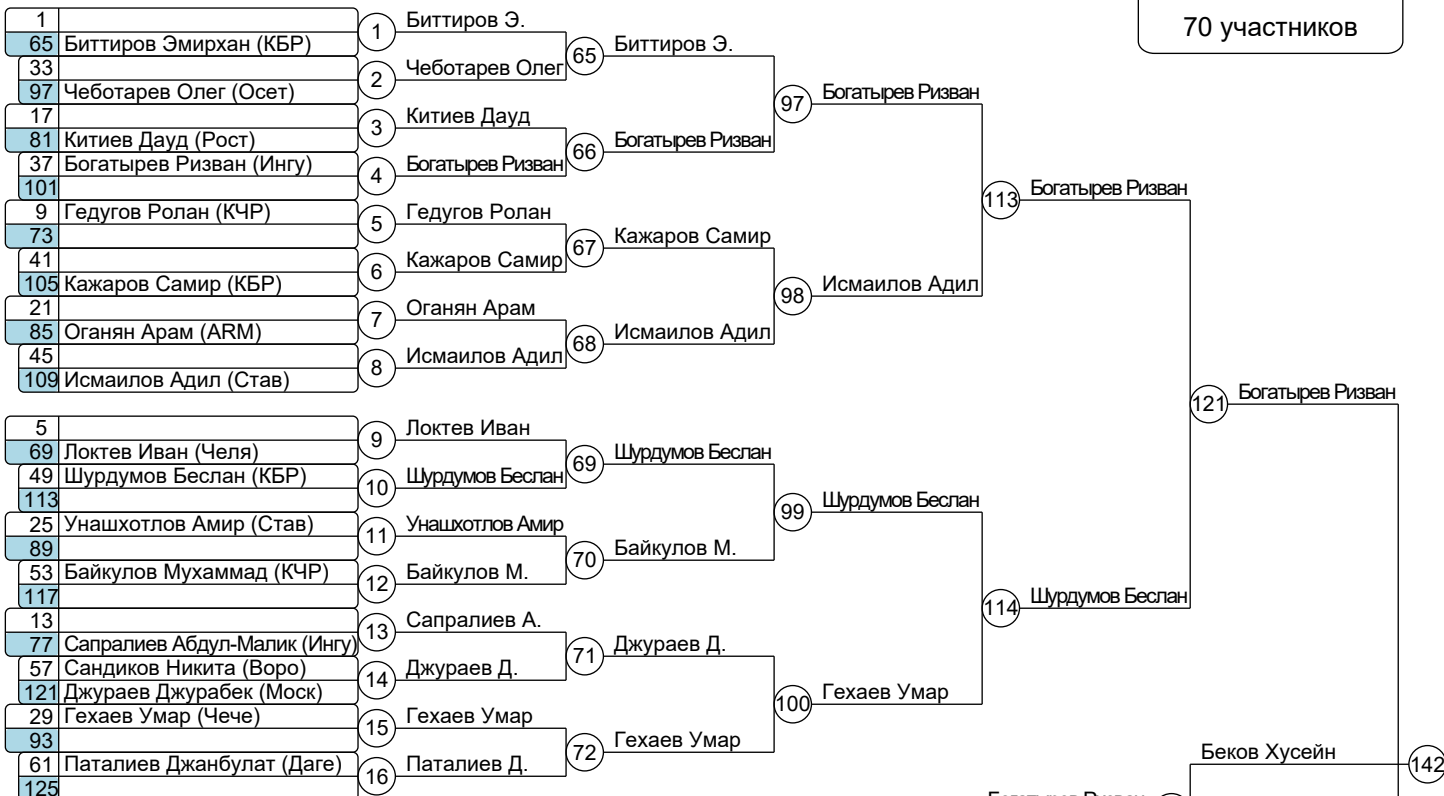 70 участников
1
65 Биттиров Эмирхан (КБР)
33
97 Чеботарев Олег (Осет)
17
81 Китиев Дауд (Рост)
37 Богатырев Ризван (Ингу)
101
9 Гедугов Ролан (КЧР)
73
41
105 Кажаров Самир (КБР)
21
85 Оганян Арам (ARM)
45
109 Исмаилов Адил (Став)
5
69 Локтев Иван (Челя)
49 Шурдумов Беслан (КБР)
113
25 Унашхотлов Амир (Став)
89
53 Байкулов Мухаммад (КЧР)
117
13
77 Сапралиев Абдул-Малик (Ингу)
57 Сандиков Никита (Воро)
121 Джураев Джурабек (Моск)
29 Гехаев Умар (Чече)
93
61 Паталиев Джанбулат (Даге)
125
1 Биттиров Э.
2 Чеботарев Олег
3 Китиев Дауд
4 Богатырев Ризван
5 Гедугов Ролан
6 Кажаров Самир
7 Оганян Арам
8 Исмаилов Адил
9 Локтев Иван
10 Шурдумов Беслан
11 Унашхотлов Амир
12 Байкулов М.
13 Сапралиев А.
14 Джураев Д.
15 Гехаев Умар
16 Паталиев Д.
65 Биттиров Э.
66 Богатырев Ризван
67 Кажаров Самир
68 Исмаилов Адил
69 Шурдумов Беслан
70 Байкулов М.
71 Джураев Д.
72 Гехаев Умар
97 Богатырев Ризван
98 Исмаилов Адил
99 Шурдумов Беслан
100 Гехаев Умар
113 Богатырев Ризван
114 Шурдумов Беслан
121 Богатырев Ризван
Беков Хусейн 142